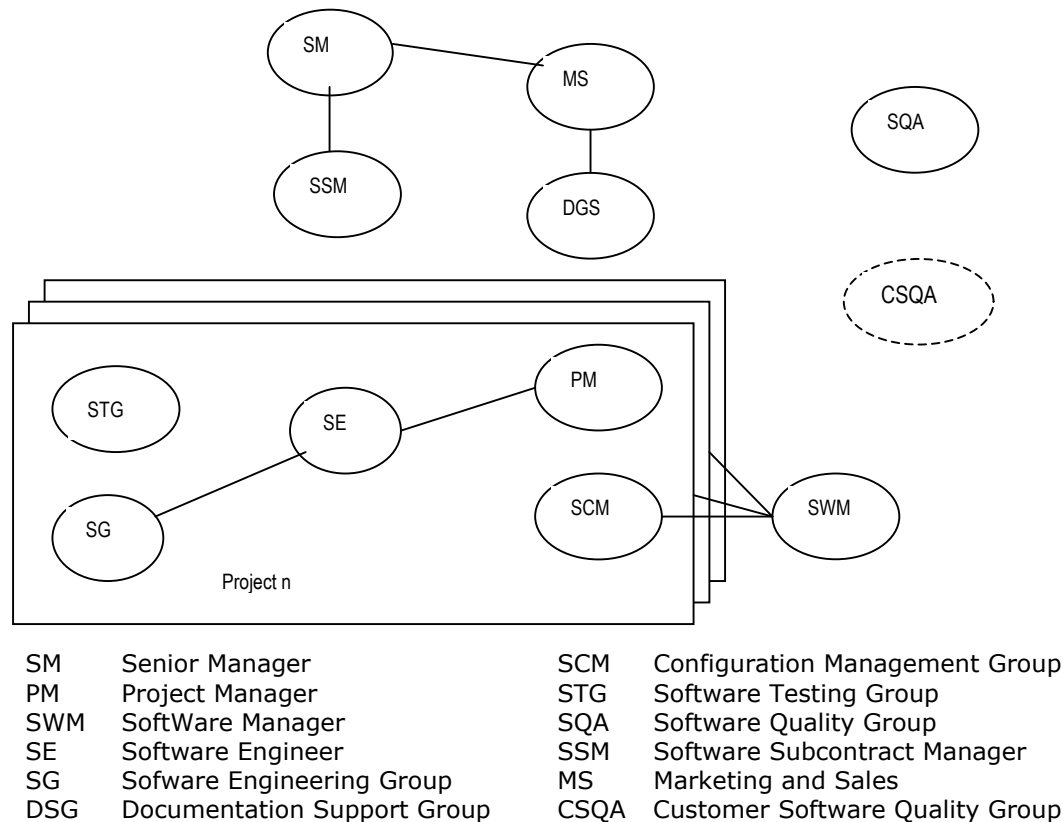 SM
MS
SQA
SSM
DGS
CSQA
PM
STG
SE
SCM
SWM
SG
Project n
SM Senior Manager
PM Project Manager
SWM SoftWare Manager
SE Software Engineer
SG Sofware Engineering Group
DSG Documentation Support Group
SCM Configuration Management Group
STG Software Testing Group
SQA Software Quality Group
SSM Software Subcontract Manager
MS Marketing and Sales
CSQA Customer Software Quality Group